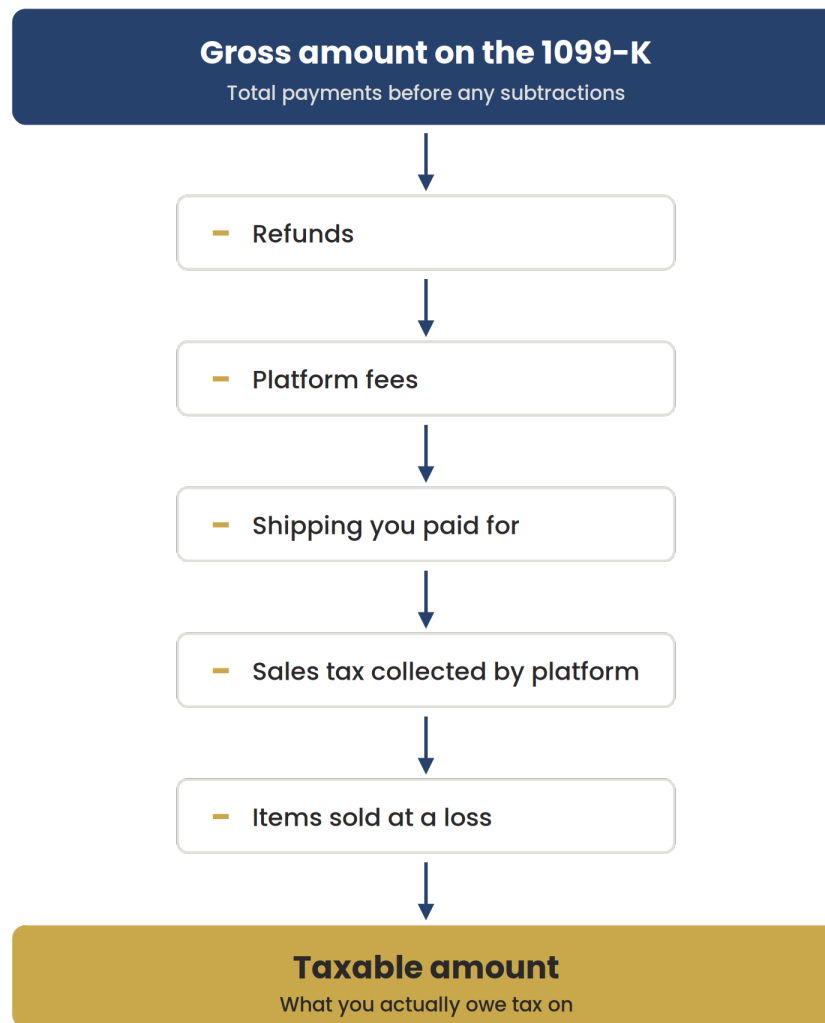 Gross amount on the 1099-K
Total payments before any subtractions
– Refunds
– Platform fees
– Shipping you paid for
– Sales tax collected by platform
– Items sold at a loss
Taxable amount
What you actually owe tax on